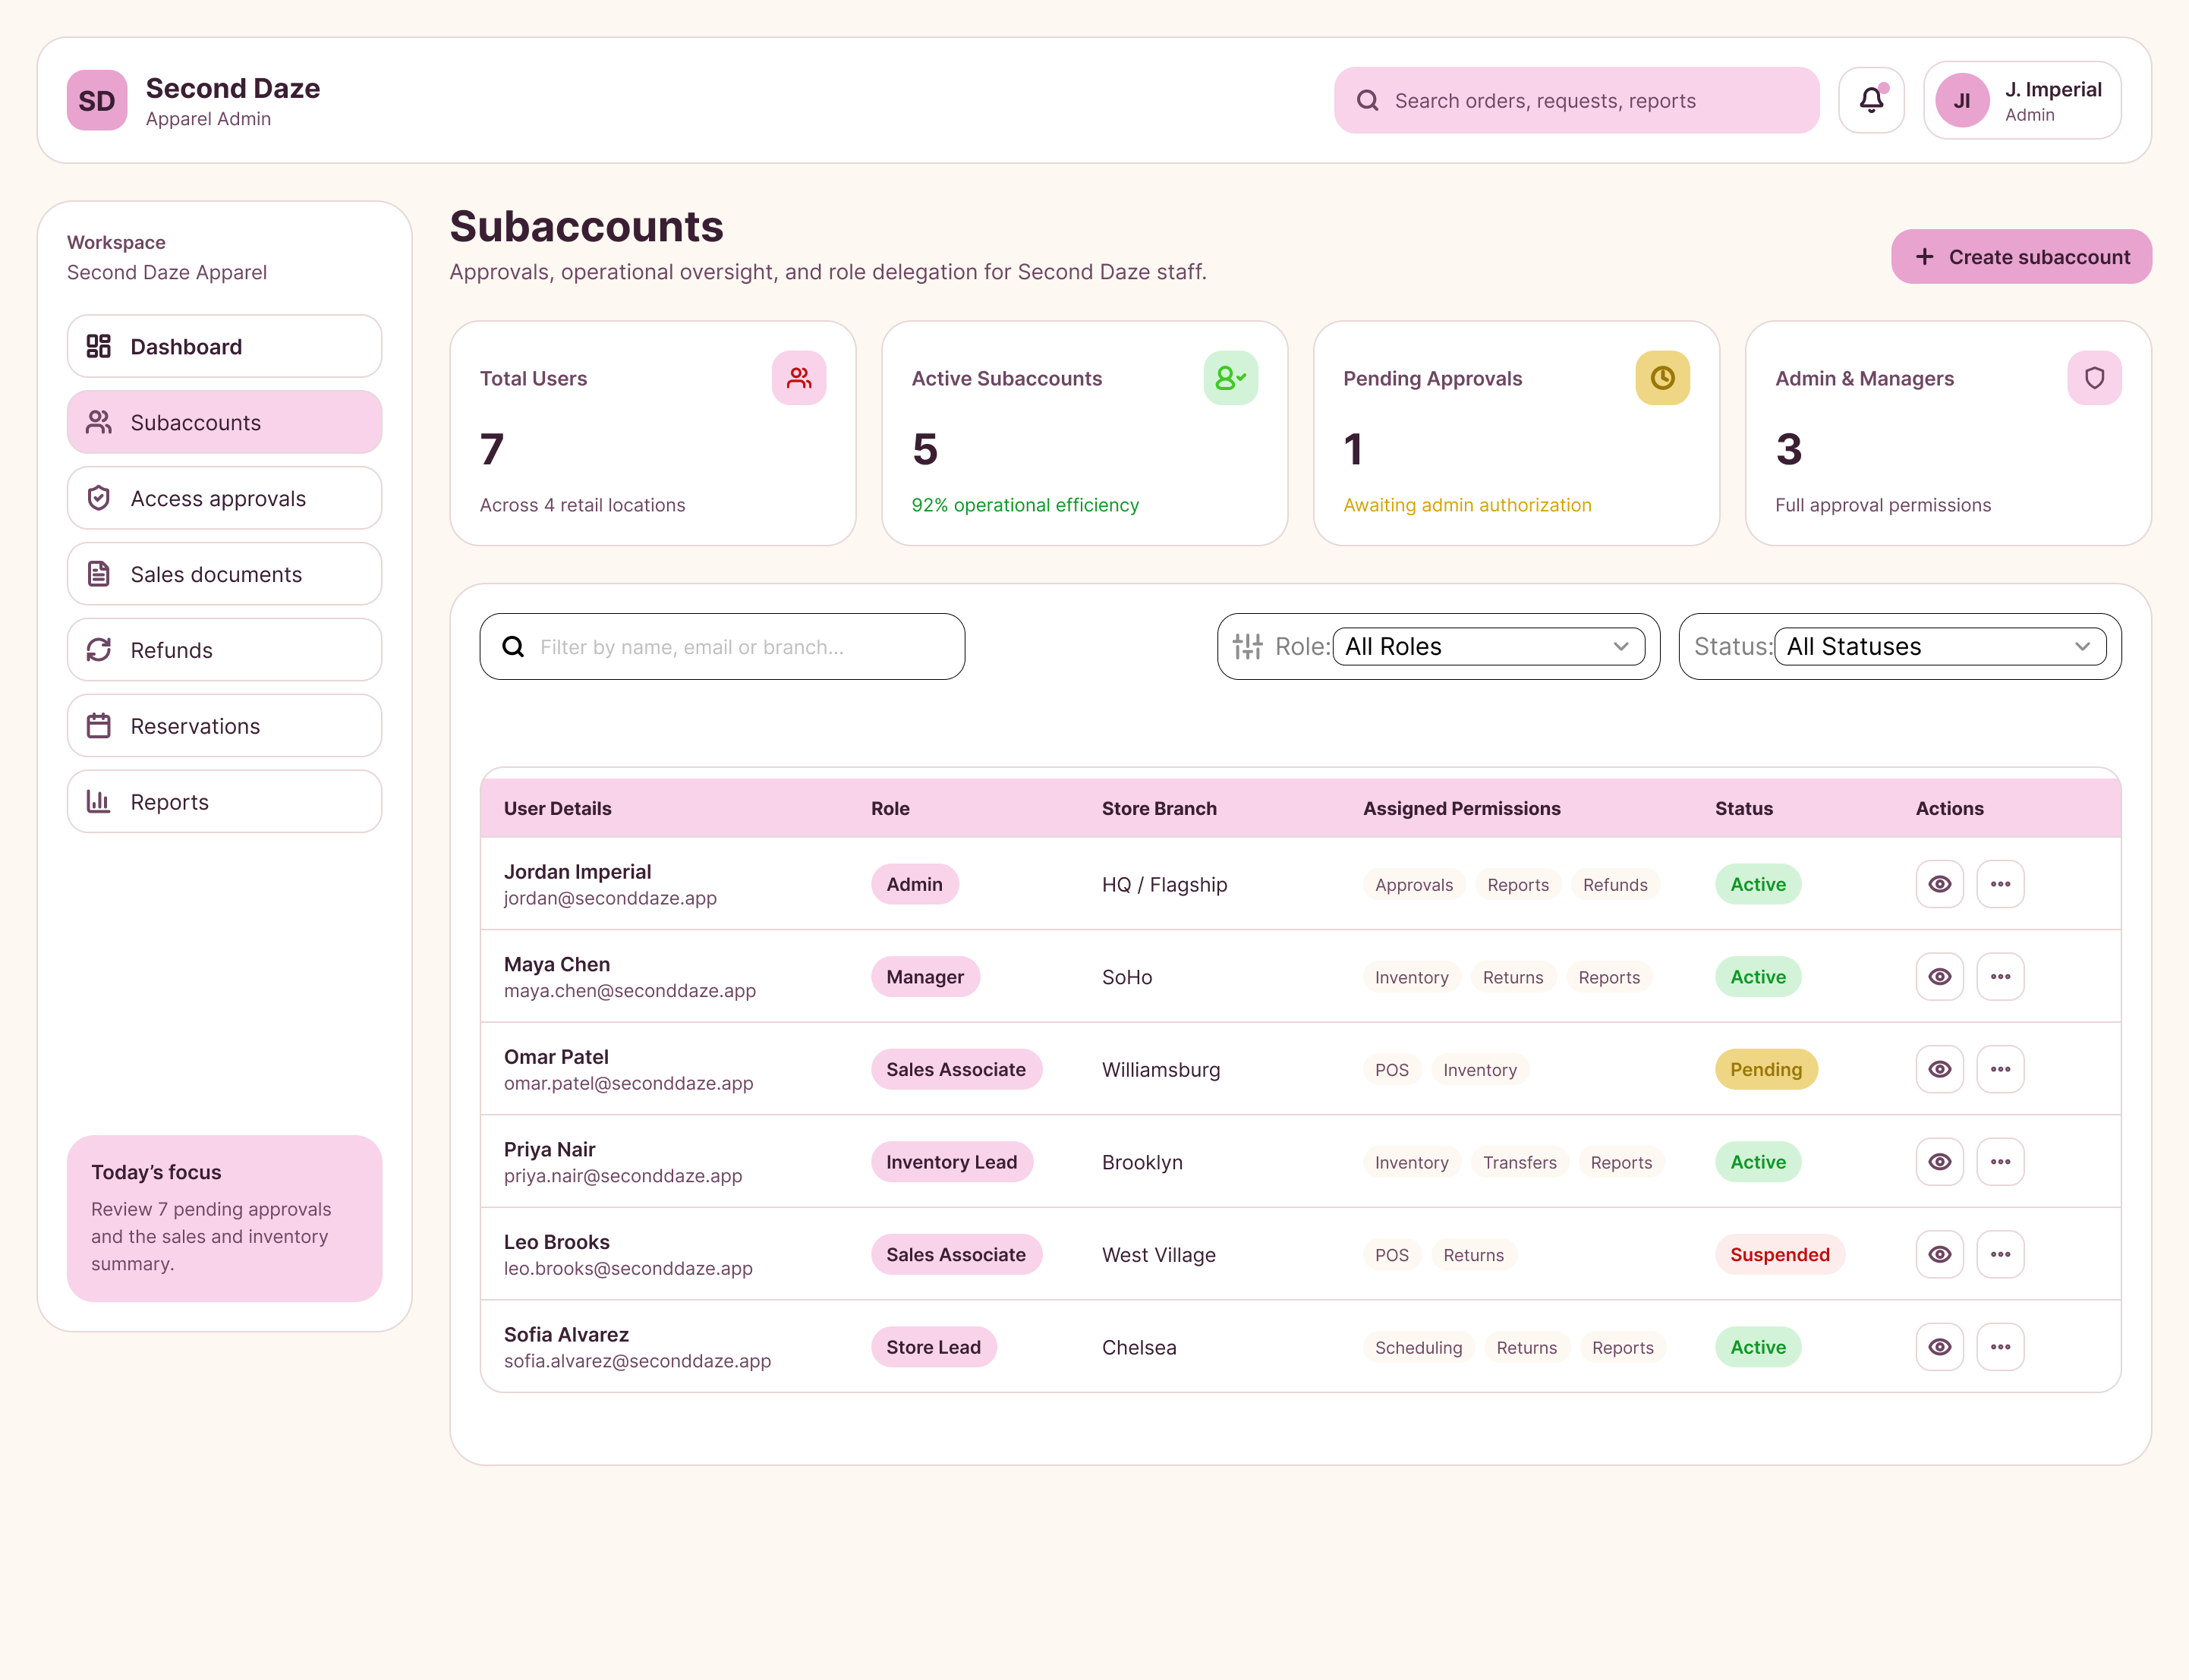 SD
Second Daze
Apparel Admin
Search orders, requests, reports
JI
J. Imperial
Admin
Workspace
Second Daze Apparel
Dashboard
Subaccounts
Access approvals
Sales documents
Refunds
Reservations
Reports
Today’s focus
Review 7 pending approvals
and the sales and inventory
summary.
Subaccounts
Approvals, operational oversight, and role delegation for Second Daze staff.
Create subaccount
Total Users
7
Across 4 retail locations
Active Subaccounts
5
92% operational efficiency
Pending Approvals
1
Awaiting admin authorization
Admin & Managers
3
Full approval permissions
Filter by name, email or branch...
Role: All Roles
Status: All Statuses
User Details Role Store Branch Assigned Permissions Status Actions
Jordan Imperial
jordan@seconddaze.app
Admin HQ / Flagship Approvals Reports Refunds Active
Maya Chen
maya.chen@seconddaze.app
Manager SoHo Inventory Returns Reports Active
Omar Patel
omar.patel@seconddaze.app
Sales Associate Williamsburg POS Inventory Pending
Priya Nair
priya.nair@seconddaze.app
Inventory Lead Brooklyn Inventory Transfers Reports Active
Leo Brooks
leo.brooks@seconddaze.app
Sales Associate West Village POS Returns Suspended
Sofia Alvarez
sofia.alvarez@seconddaze.app
Store Lead Chelsea Scheduling Returns Reports Active